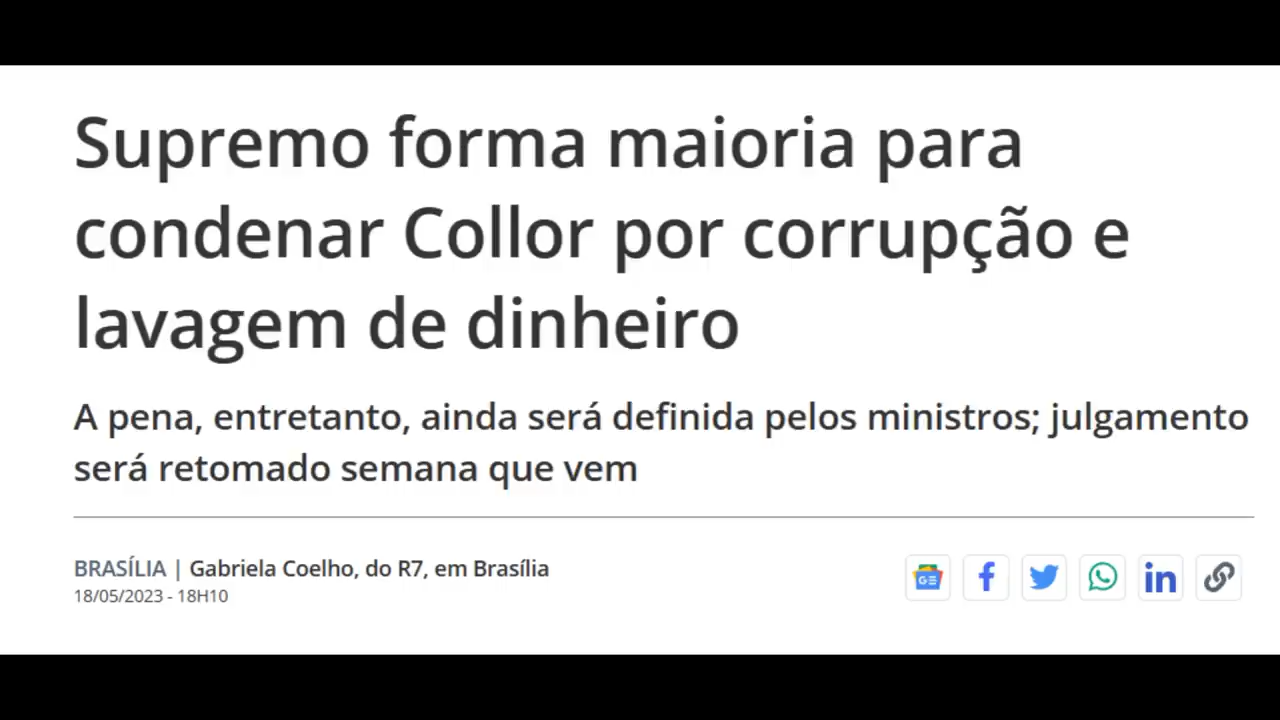 Supremo forma maioria para
condenar Collor por corrupção e
lavagem de dinheiro
A pena, entretanto, ainda será definida pelos ministros; julgamento
será retomado semana que vem
BRASÍLIA | Gabriela Coelho, do R7, em Brasília
18/05/2023 - 18H10